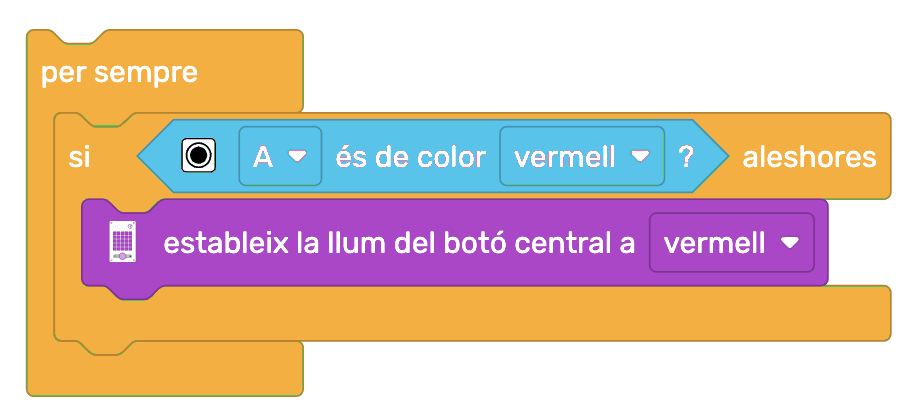 per sempre
si A és de color vermell ? aleshores
estableix la llum del botó central a vermell